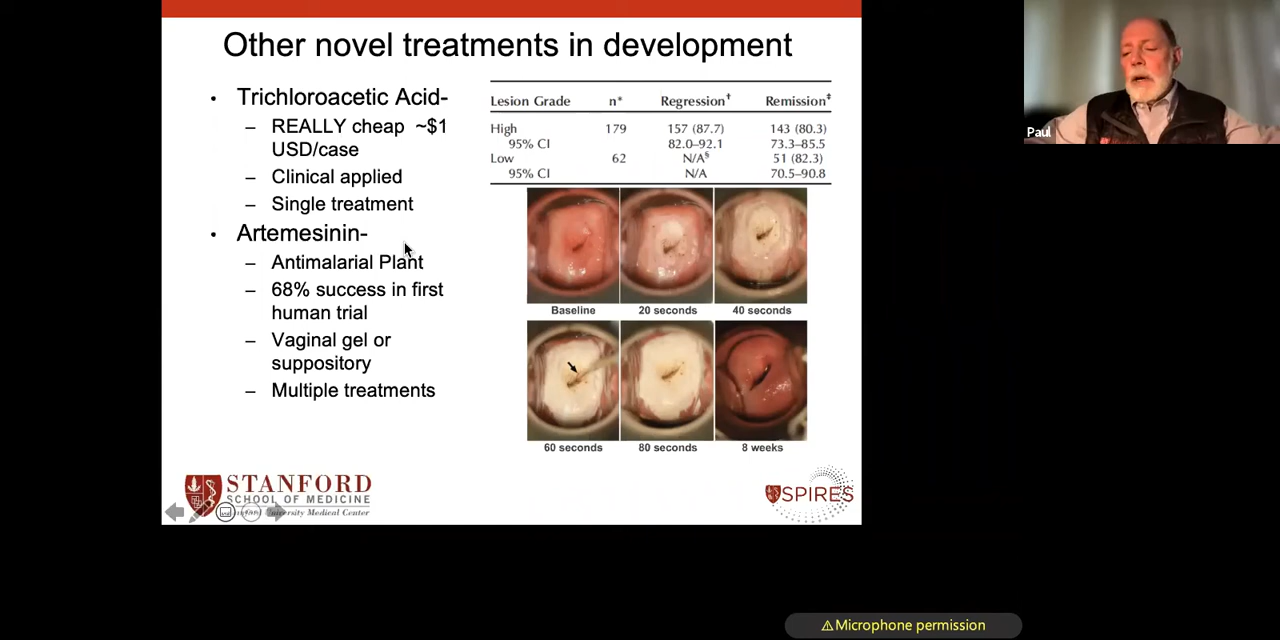 Other novel treatments in development
• Trichloroacetic Acid-
– REALLY cheap ~$1
USD/case
– Clinical applied
– Single treatment
• Artemesinin-
– Antimalarial Plant
– 68% success in first
human trial
– Vaginal gel or
suppository
– Multiple treatments
Lesion Grade n* Regression† Remission‡
High 179 157 (87.7) 143 (80.3)
95% CI 82.0–92.1 73.3–85.5
Low 62 N/A§ 51 (82.3)
95% CI N/A 70.5–90.8
Baseline 20 seconds 40 seconds
60 seconds 80 seconds 8 weeks
STANFORD
SCHOOL OF MEDICINE
University Medical Center
SPIRES
Paul
⚠Microphone permission